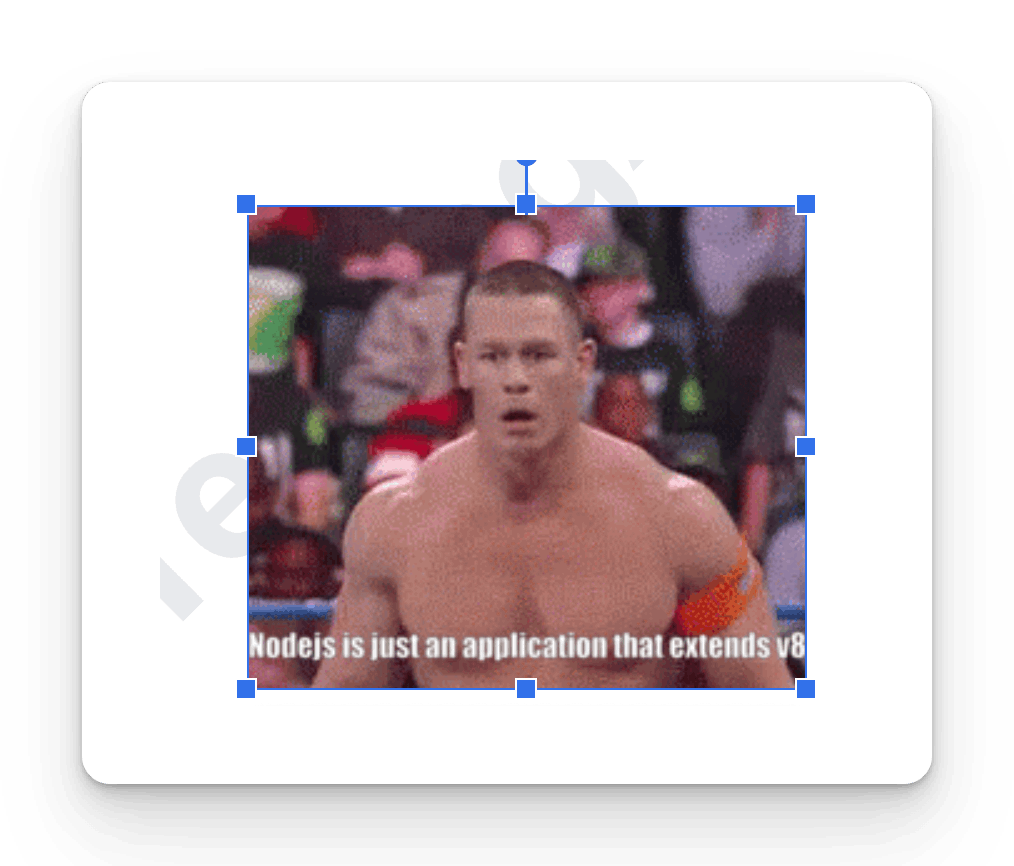 Nodejs is just an application that extends v8